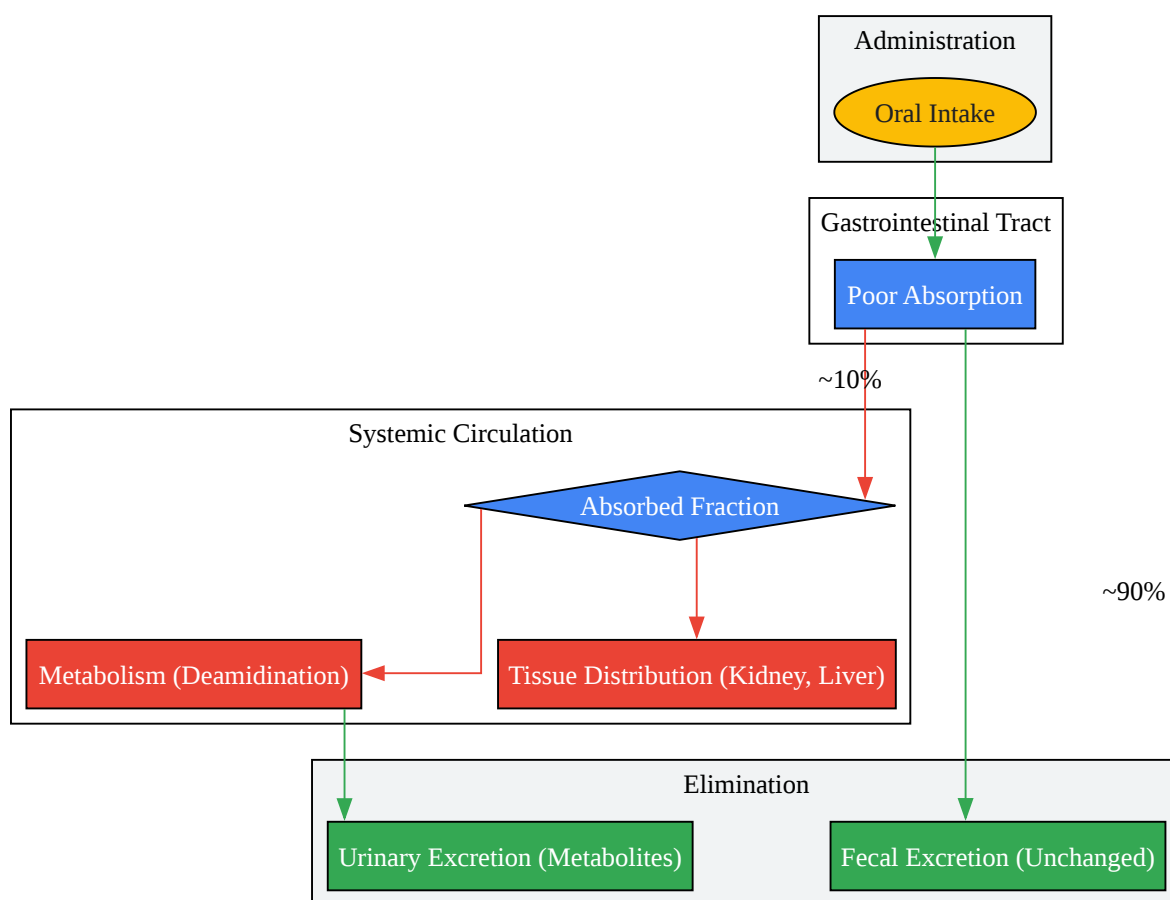 Administration
Oral Intake
Gastrointestinal Tract
Poor Absorption
~10%
Systemic Circulation
Absorbed Fraction
~90%
Metabolism (Deamidination)
Tissue Distribution (Kidney, Liver)
Elimination
Urinary Excretion (Metabolites)
Fecal Excretion (Unchanged)